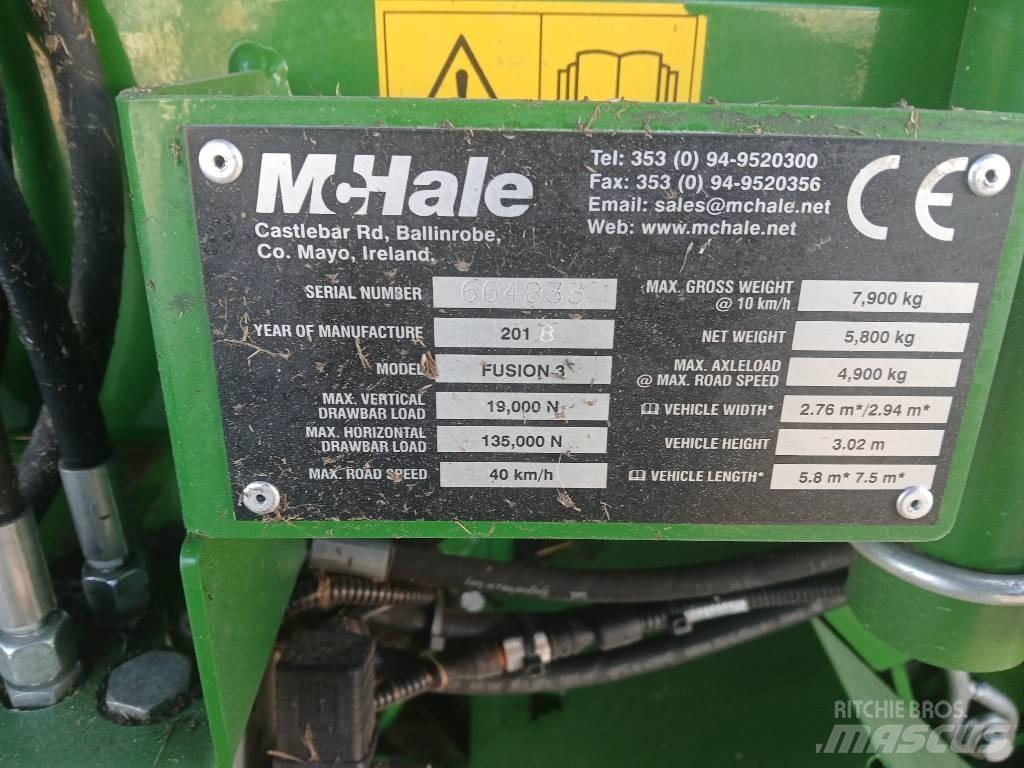 McHale
Castlebar Rd, Ballinrobe,
Co. Mayo, Ireland.
Tel: 353 (0) 94-9520300
Fax: 353 (0) 94-9520356
Email: sales@mchale.net
Web: www.mchale.net
CE
SERIAL NUMBER 664833
YEAR OF MANUFACTURE 2018
MODEL FUSION 3
MAX. VERTICAL
DRAWBAR LOAD 19,000 N
MAX. HORIZONTAL
DRAWBAR LOAD 135,000 N
MAX. ROAD SPEED 40 km/h
MAX. GROSS WEIGHT
@ 10 km/h 7,900 kg
NET WEIGHT 5,800 kg
MAX. AXLELOAD
@ MAX. ROAD SPEED 4,900 kg
VEHICLE WIDTH* 2.76 m*/2.94 m*
VEHICLE HEIGHT 3.02 m
VEHICLE LENGTH* 5.8 m* 7.5 m*
RITCHIE BROS.
MASCUS